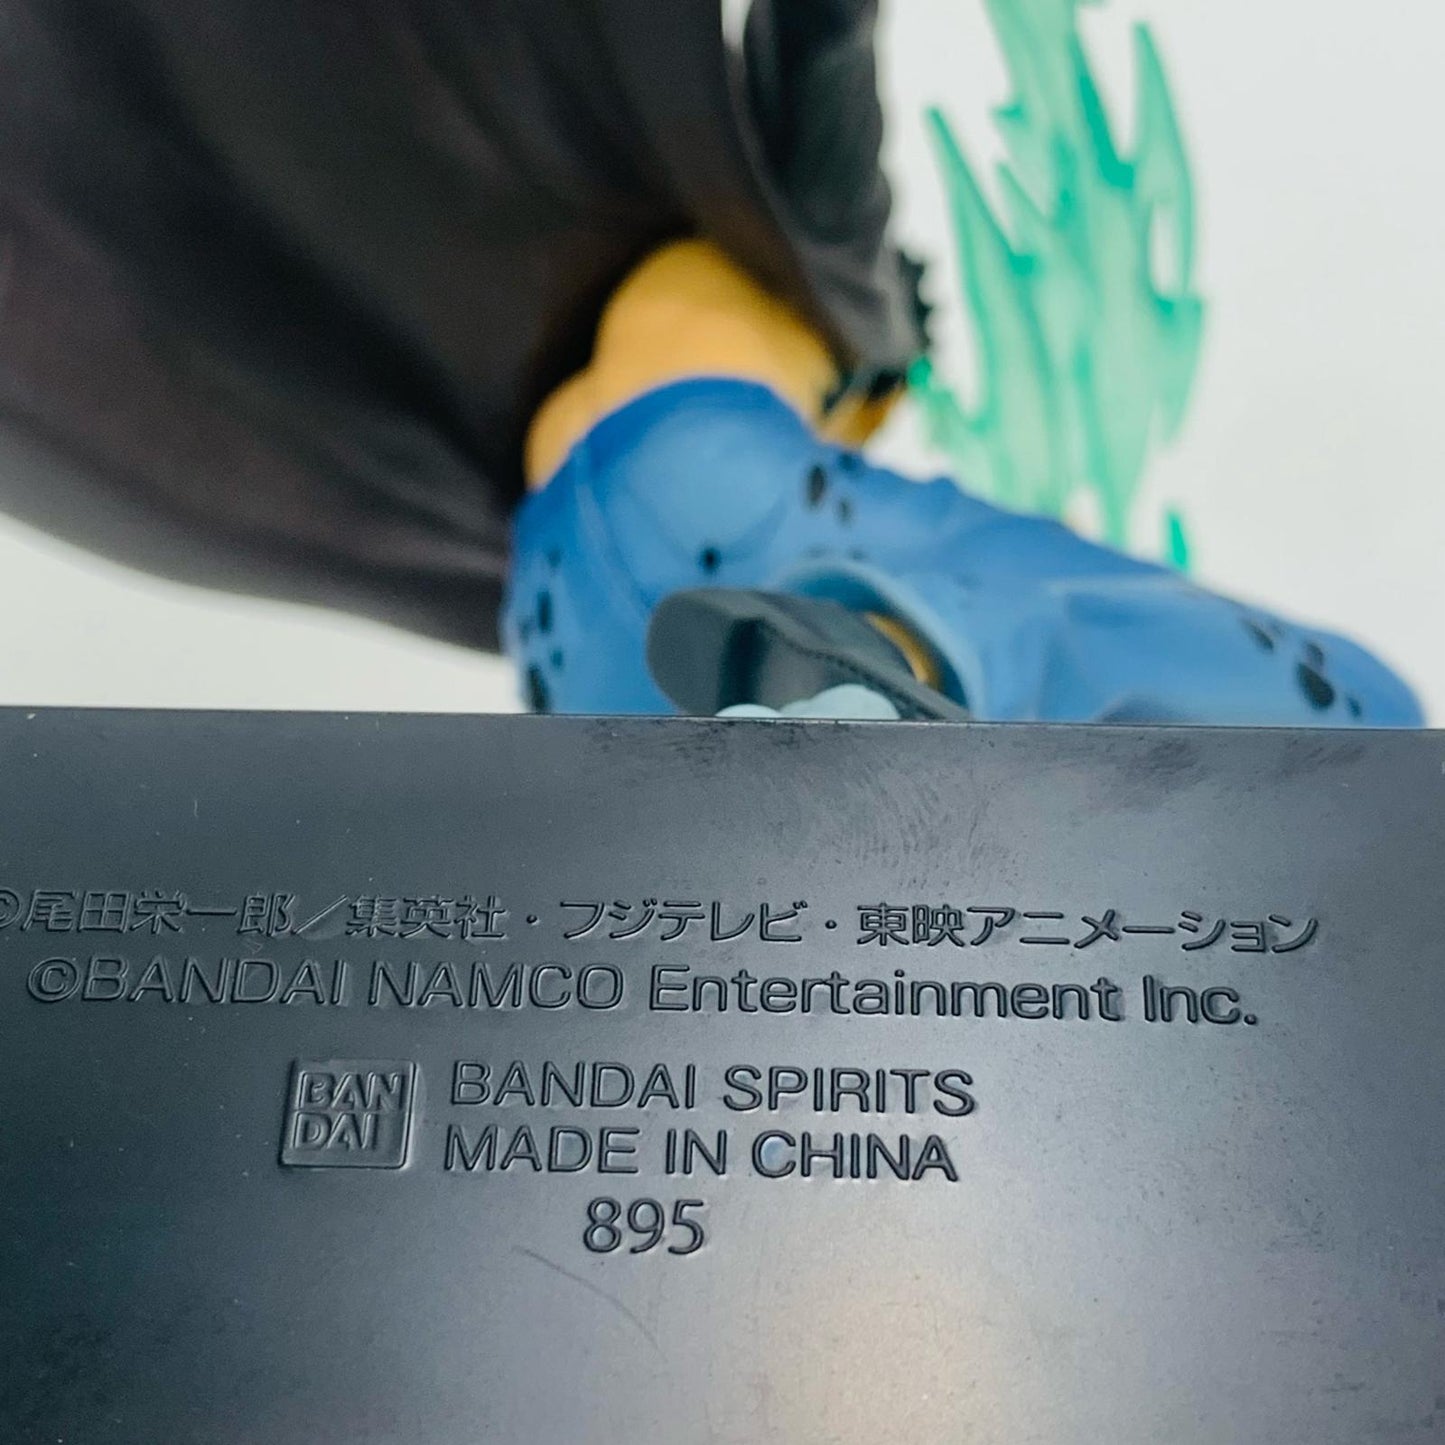 ©尾田栄一郎／集英社・フジテレビ・東映アニメーション
©BANDAI NAMCO Entertainment Inc.
BAN
DAI
BANDAI SPIRITS
MADE IN CHINA
895